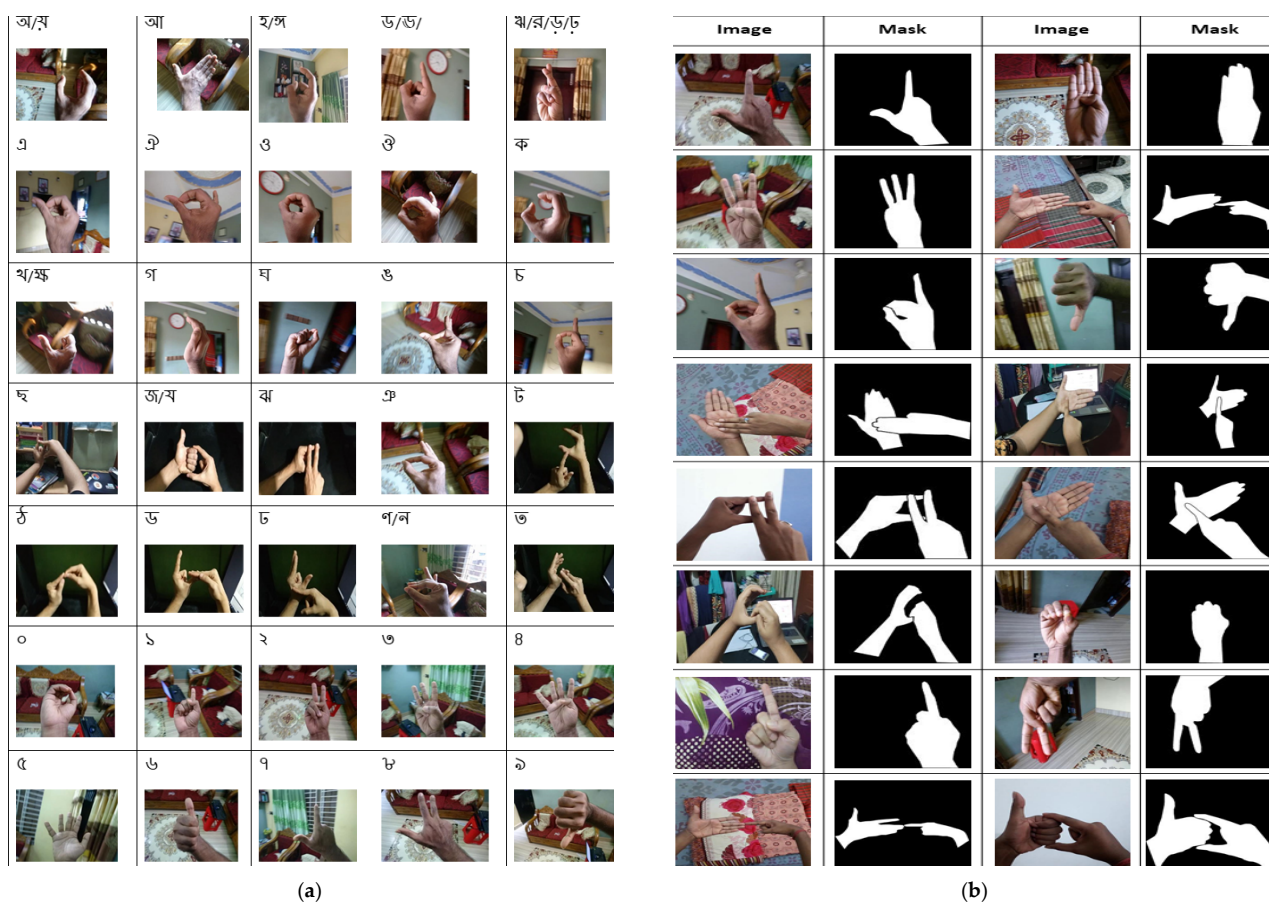 অ/য় আ ই/ঈ উ/ঊ/ ঋ/র/ড়/ঢ়
এ ঐ ও ঔ ক
খ/ক্ষ গ ঘ ঙ চ
ছ জ/য ঝ ঞ ট
ঠ ড ঢ ণ/ন ত
০ ১ ২ ৩ ৪
৫ ৬ ৭ ৮ ৯
(a)
Image Mask Image Mask
(b)